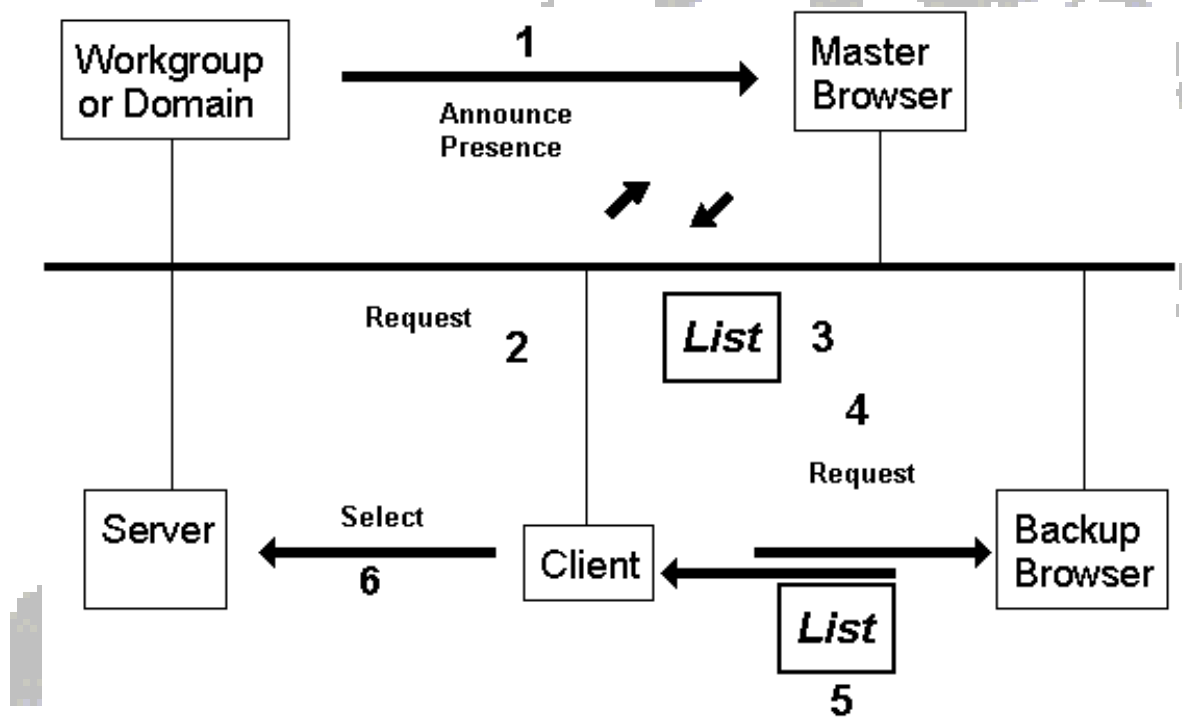 1
Workgroup
or Domain
Master
Browser
Announce
Presence
Request
2
List
3
4
Request
Server
Select
6
Client
Backup
Browser
List
5